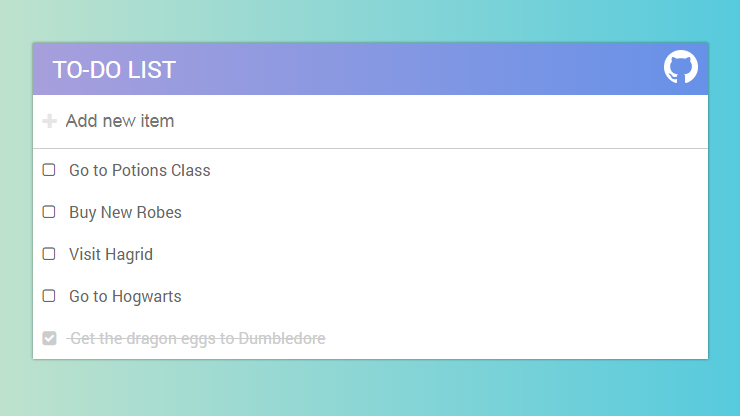 TO-DO LIST
Add new item
Go to Potions Class
Buy New Robes
Visit Hagrid
Go to Hogwarts
Get the dragon eggs to Dumbledore